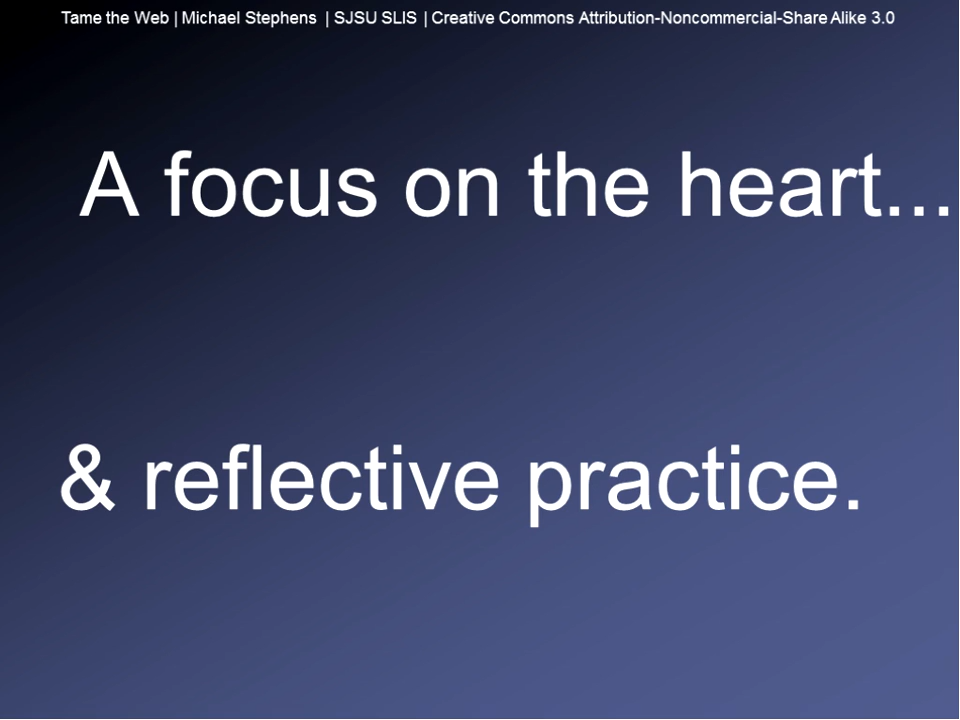 Tame the Web | Michael Stephens | SJSU SLIS | Creative Commons Attribution-Noncommercial-Share Alike 3.0
A focus on the heart...
& reflective practice.